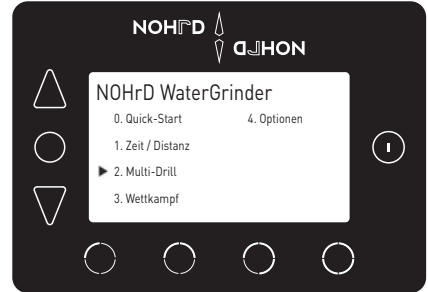 NOHrD
NOHrD
NOHrD WaterGrinder
0. Quick-Start
4. Optionen
1. Zeit / Distanz
2. Multi-Drill
3. Wettkampf